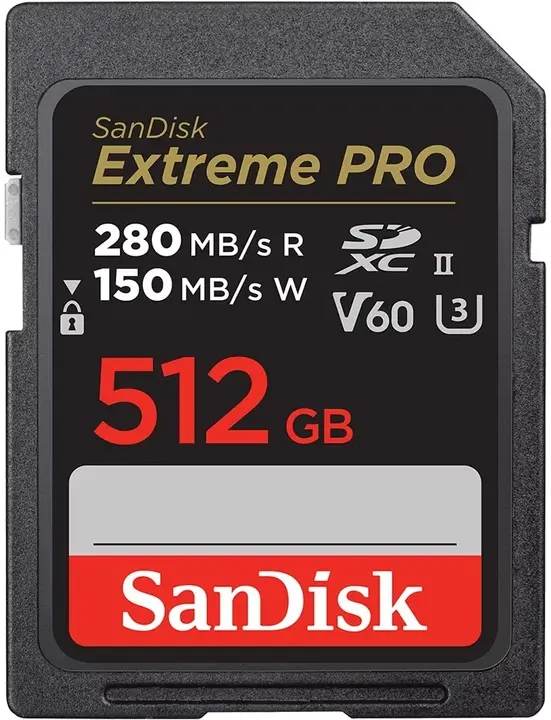 SanDisk
Extreme PRO
280 MB/s R
150 MB/s W
SD XC II
V60 U3
512 GB
SanDisk